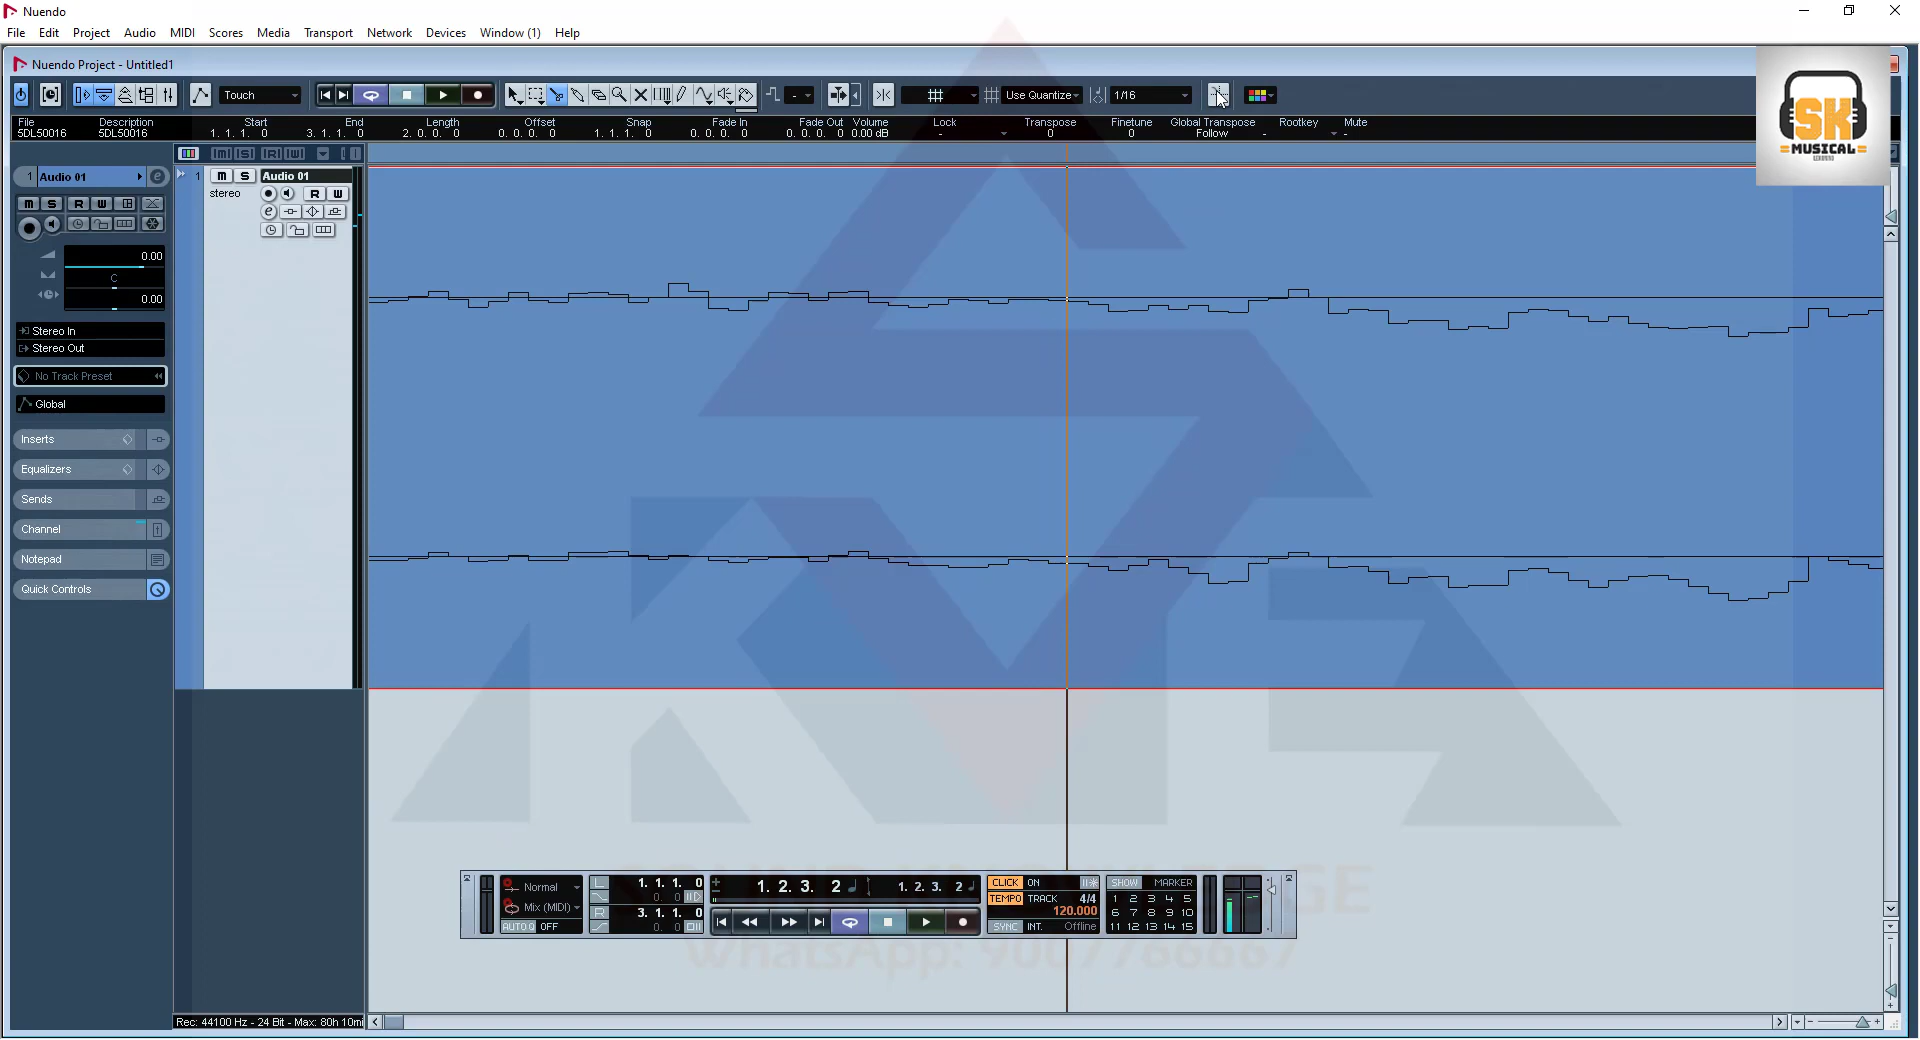 Nuendo
File Edit Project Audio MIDI Scores Media Transport Network Devices Window (1) Help
Nuendo Project - Untitled1
Touch
Use Quantize
1/16
File Description Start End Length Offset Snap Fade In Fade Out Volume Lock Transpose Finetune Global Transpose Rootkey Mute
5DL50016 5DL50016 1. 1. 1. 0 3. 1. 1. 0 2. 0. 0. 0 0. 0. 0. 0 1. 1. 1. 0 0. 0. 0. 0 0. 0. 0. 0 0.00 dB - 0 0 Follow - -
SK
MUSICAL
M S R W
1 Audio 01 e
1 M S Audio 01
stereo
R W
e
M S R W
0.00
C
0.00
Stereo In
Stereo Out
No Track Preset
Global
Inserts
Equalizers
Sends
Channel
Notepad
Quick Controls
Normal
Mix (MIDI)
AUTO Q OFF
L 1. 1. 1. 0
0. 0
R 3. 1. 1. 0
0. 0
1. 2. 3. 2 1. 2. 3. 2
CLICK ON
TEMPO TRACK 4/4
120.000
SYNC INT. Offline
SHOW MARKER
1 2 3 4 5
6 7 8 9 10
11 12 13 14 15
WhatsApp:
Rec: 44100 Hz - 24 Bit - Max: 80h 10mi